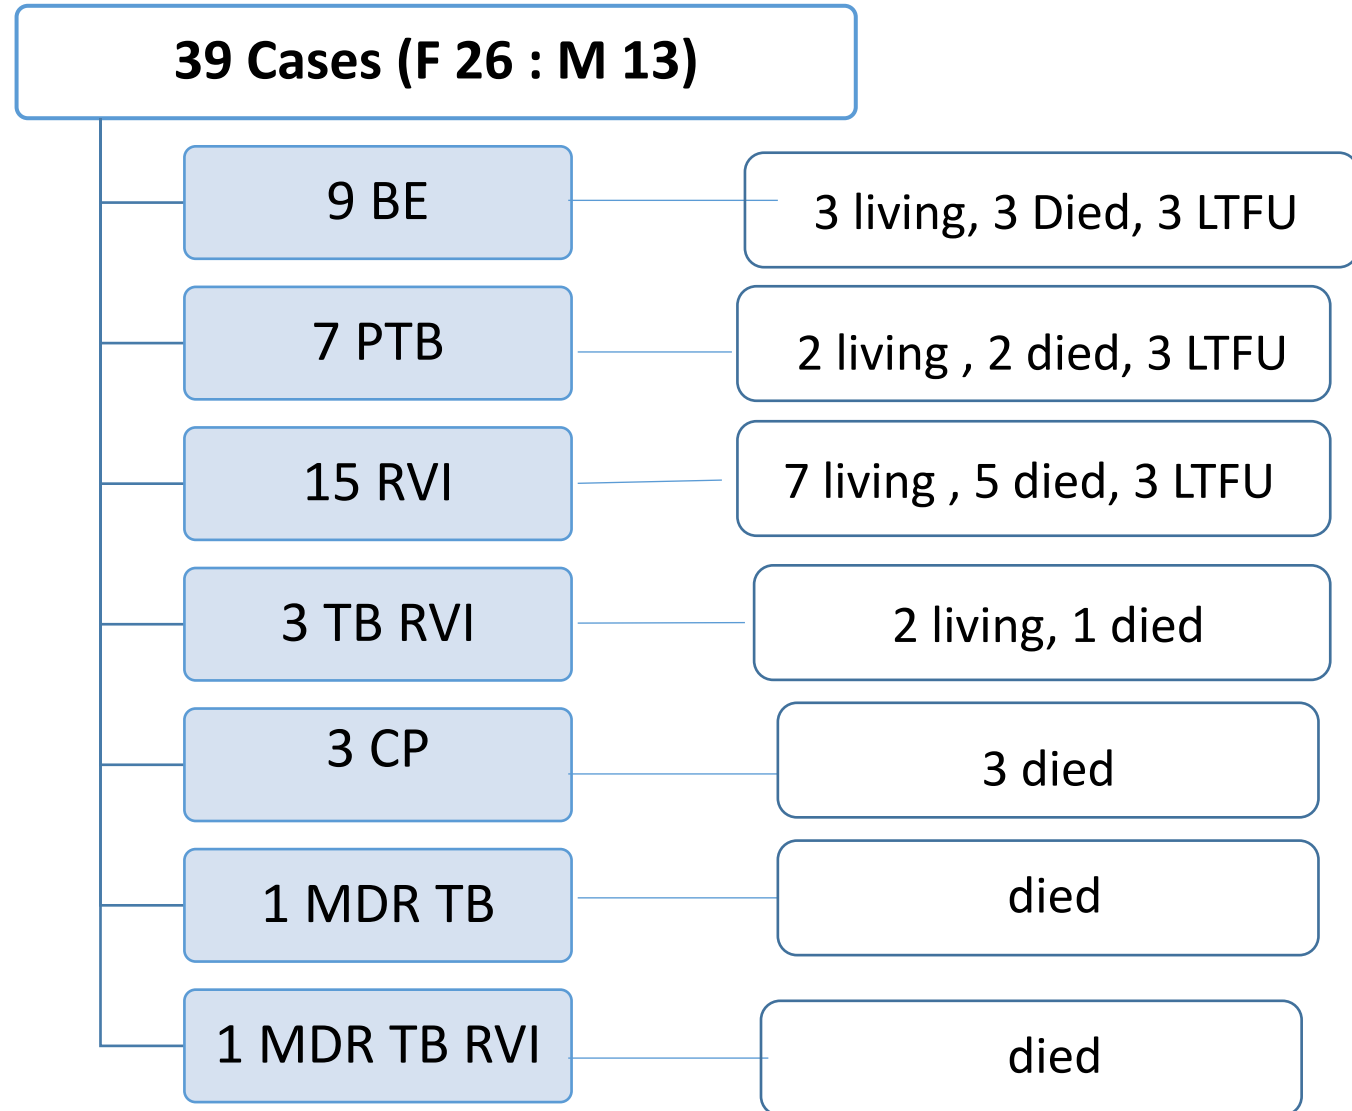 39 Cases (F 26 : M 13)
9 BE
3 living, 3 Died, 3 LTFU
7 PTB
2 living , 2 died, 3 LTFU
15 RVI
7 living , 5 died, 3 LTFU
3 TB RVI
2 living, 1 died
3 CP
3 died
1 MDR TB
died
1 MDR TB RVI
died